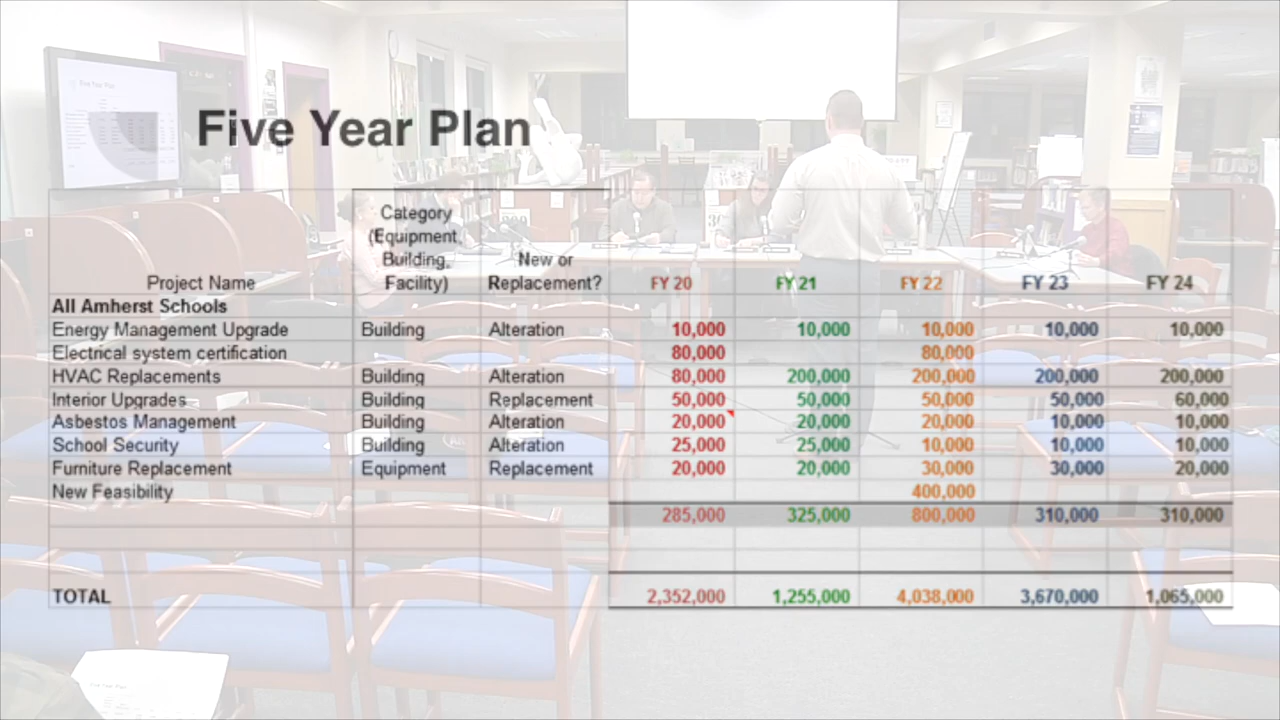 Five Year Plan
Category
(Equipment,
Building, New or
Project Name Facility) Replacement? FY 20 FY 21 FY 22 FY 23 FY 24
All Amherst Schools
Energy Management Upgrade Building Alteration 10,000 10,000 10,000 10,000 10,000
Electrical system certification 80,000 80,000
HVAC Replacements Building Alteration 80,000 200,000 200,000 200,000 200,000
Interior Upgrades Building Replacement 50,000 50,000 50,000 50,000 60,000
Asbestos Management Building Alteration 20,000 20,000 20,000 10,000 10,000
School Security Building Alteration 25,000 25,000 10,000 10,000 10,000
Furniture Replacement Equipment Replacement 20,000 20,000 30,000 30,000 20,000
New Feasibility 400,000
285,000 325,000 800,000 310,000 310,000
TOTAL 2,352,000 1,255,000 4,038,000 3,670,000 1,065,000